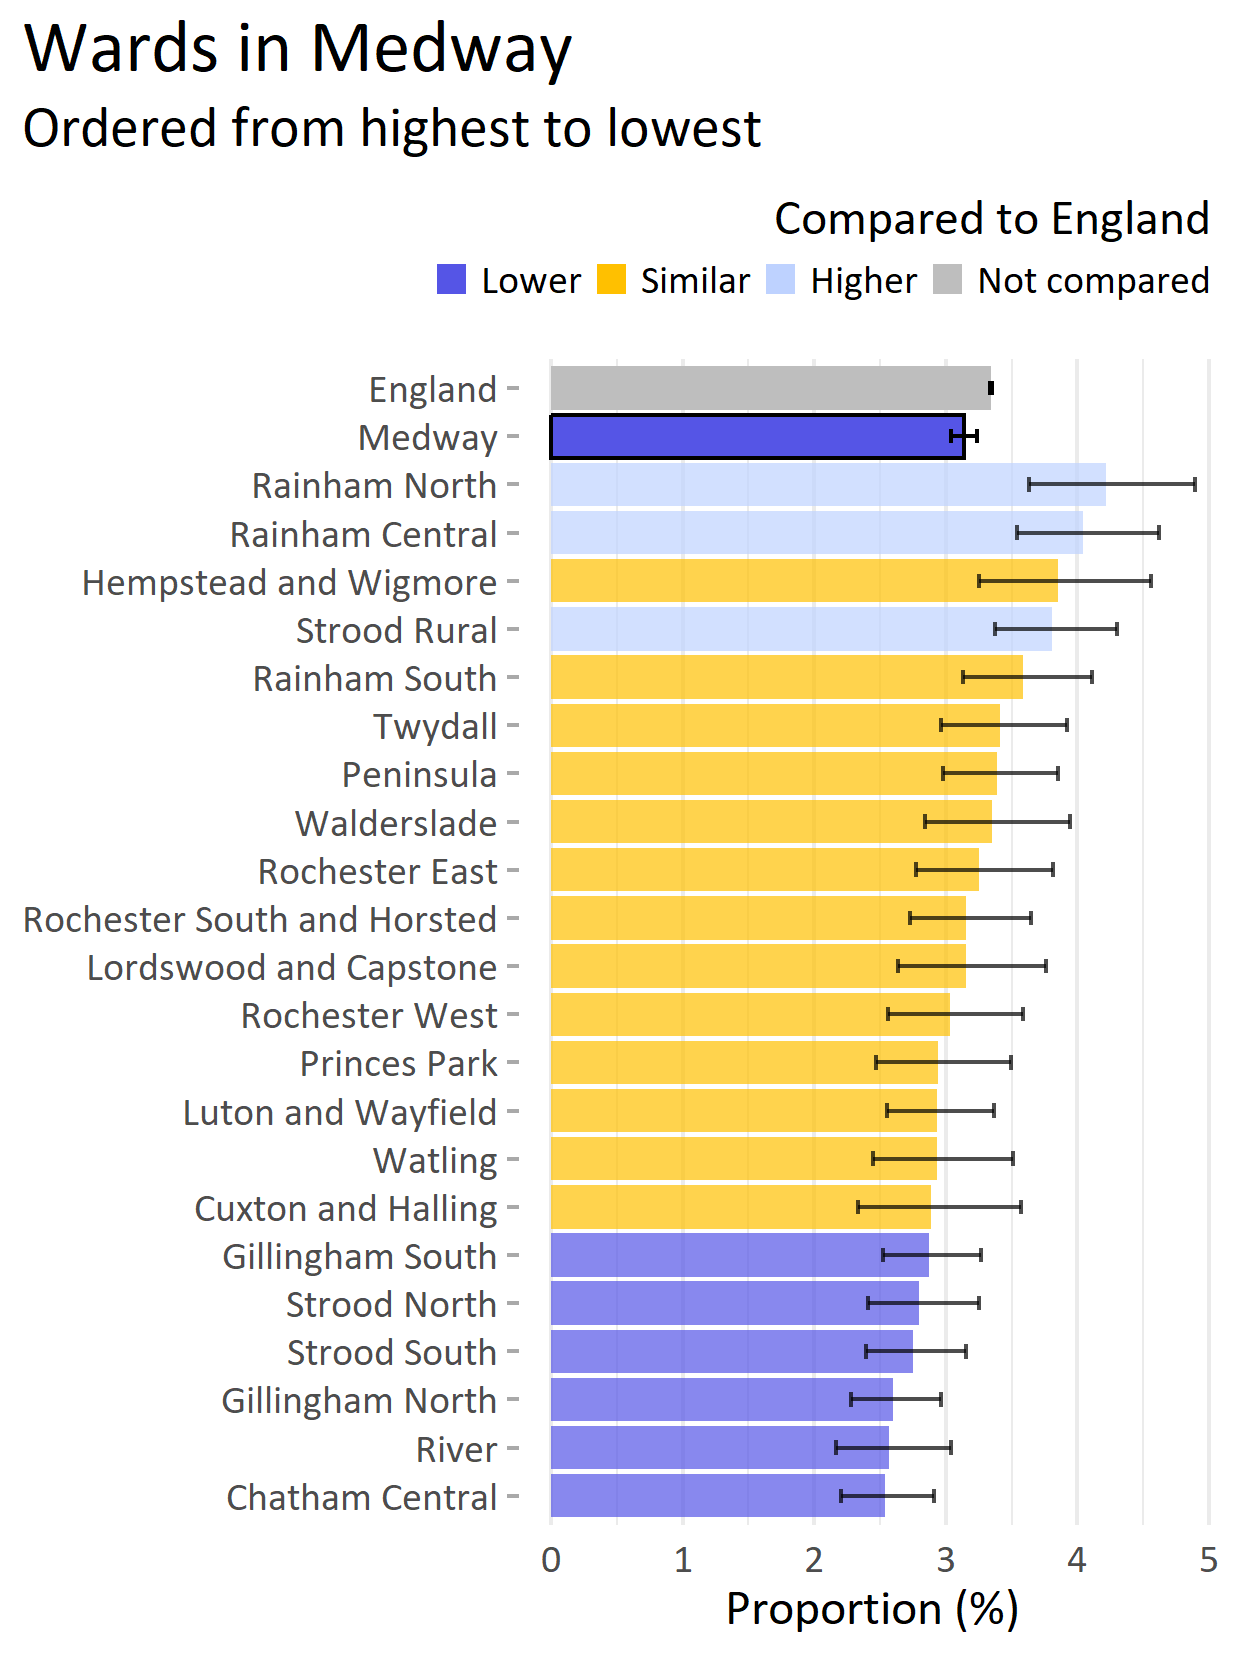 Wards in Medway
Ordered from highest to lowest
Compared to England
Lower Similar Higher Not compared
England
Medway
Rainham North
Rainham Central
Hempstead and Wigmore
Strood Rural
Rainham South
Twydall
Peninsula
Walderslade
Rochester East
Rochester South and Horsted
Lordswood and Capstone
Rochester West
Princes Park
Luton and Wayfield
Watling
Cuxton and Halling
Gillingham South
Strood North
Strood South
Gillingham North
River
Chatham Central
0 1 2 3 4 5
Proportion (%)